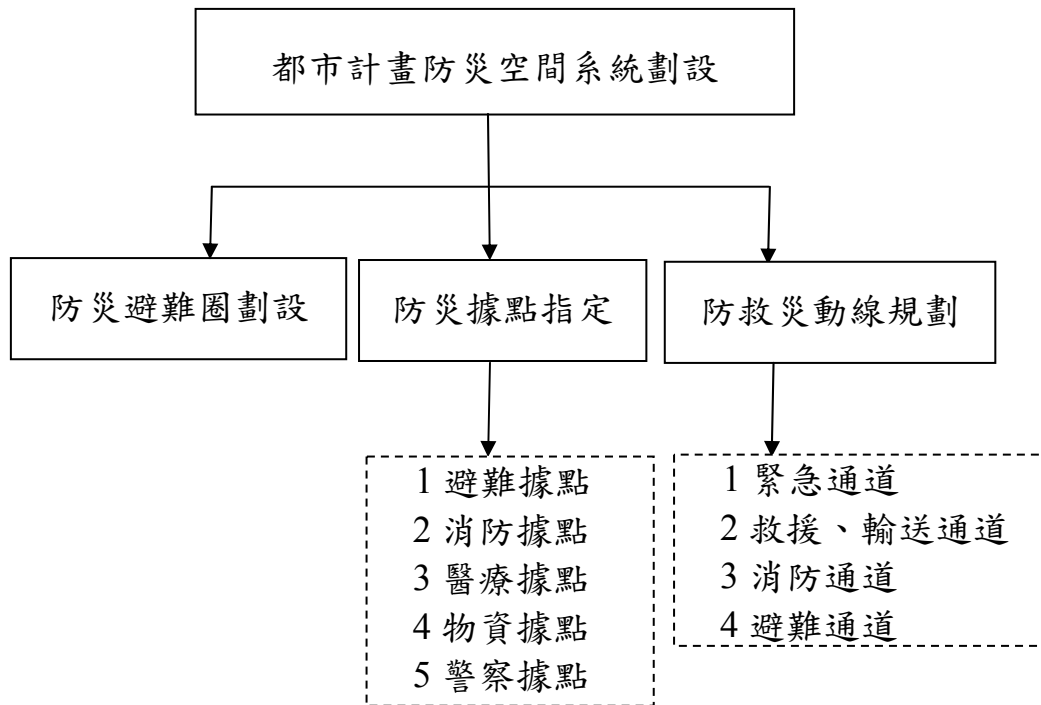 都市計畫防災空間系統劃設
防災避難圈劃設
防災據點指定
防救災動線規劃
1 避難據點
2 消防據點
3 醫療據點
4 物資據點
5 警察據點
1 緊急通道
2 救援、輸送通道
3 消防通道
4 避難通道